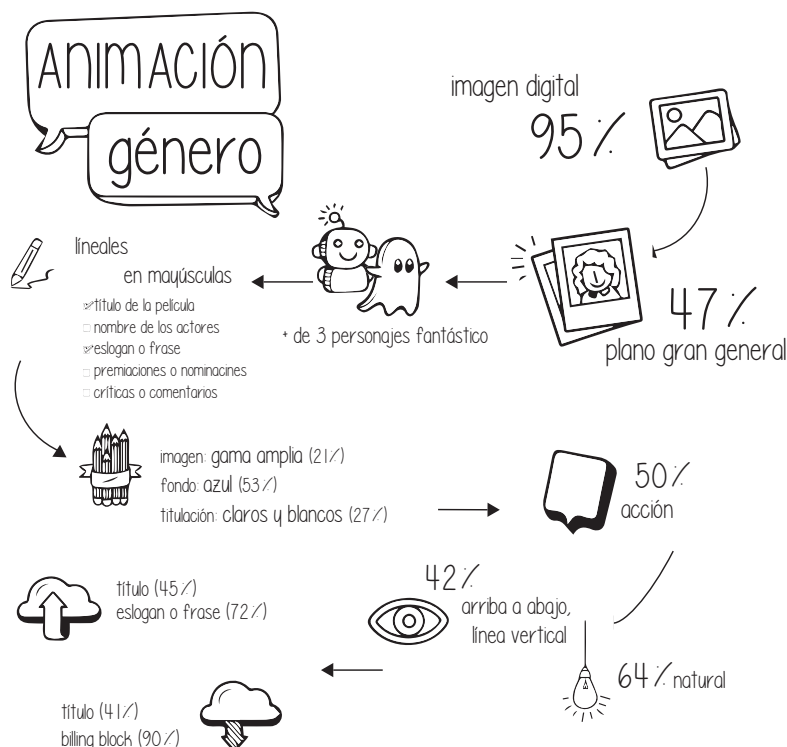 ANIMACIÓN
género
imagen digital
95%
47%
plano gran general
+ de 3 personajes fantástico
líneales
en mayúsculas
título de la película
nombre de los actores
eslogan o frase
premiaciones o nominacines
críticas o comentarios
imagen: gama amplia (21%)
fondo: azul (53%)
titulación: claros y blancos (27%)
50%
acción
64% natural
42%
arriba a abajo,
línea vertical
título (45%)
eslogan o frase (72%)
título (41%)
billing block (90%)